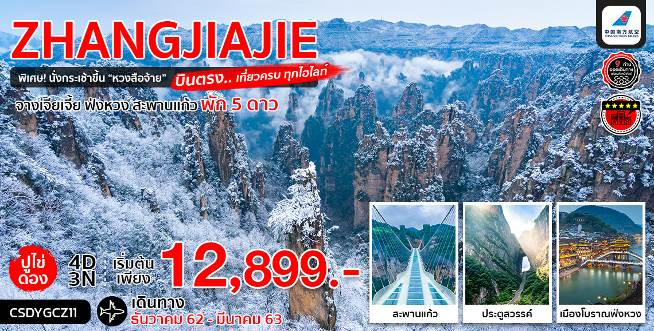 ZHANGJIAJIE
พิเศษ! นั่งกระเช้าขึ้น "หวงสือจ้าย" บินตรง.. เที่ยวครบ ทุกไฮไลท์
จางเจียเจี้ย ฟ่งหวง สะพานแก้ว พัก 5 ดาว
中国南方航空
CHINA SOUTHERN AIRLINES
ปูไข่ดอง
4D
3N
เริ่มต้น
เพียง
12,899.-
CSDYGCZ11
เดินทาง
ธันวาคม 62 - มีนาคม 63
สะพานแก้ว
ประตูสวรรค์
เมืองโบราณฟ่งหวง